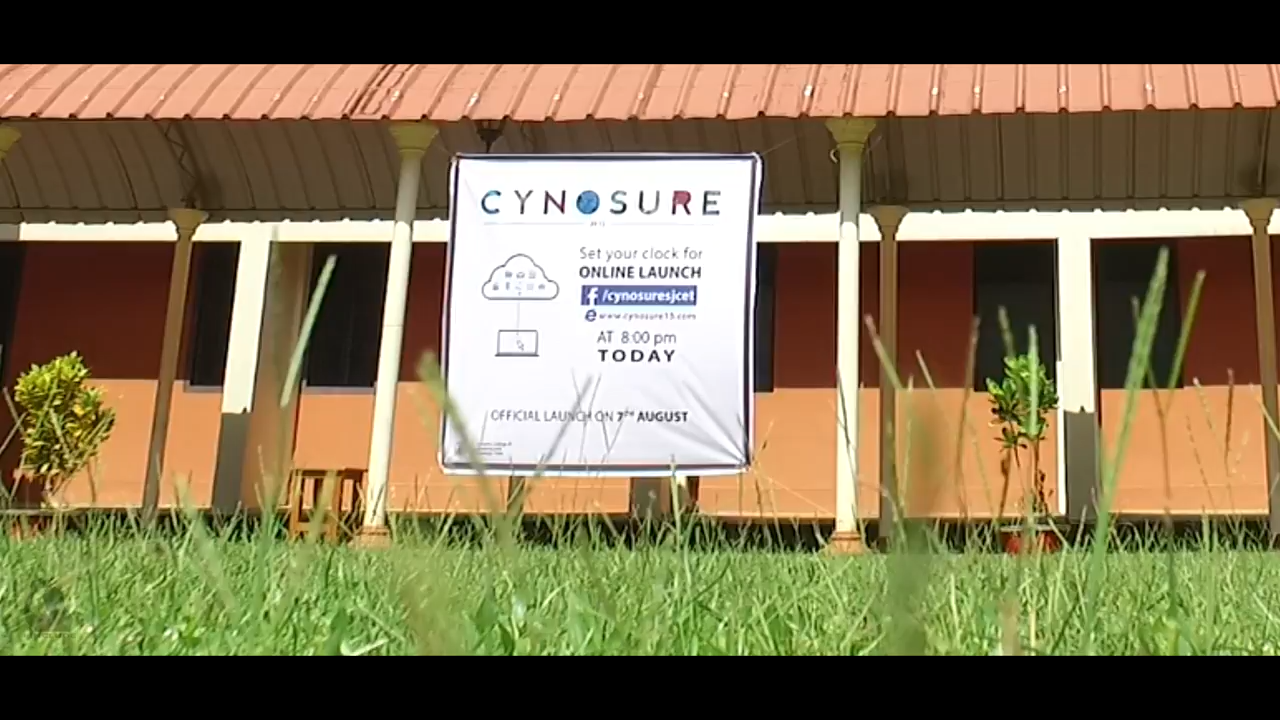 CYNOSURE
Set your clock for
ONLINE LAUNCH
f /cynosuresjcet
www.cynosure15.com
AT 8:00 pm
TODAY
OFFICIAL LAUNCH ON 7TH AUGUST